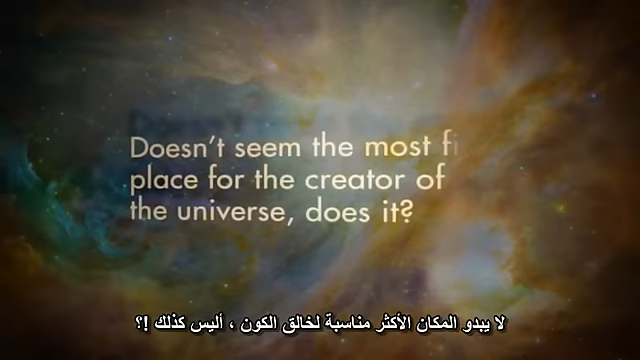 Doesn't seem the most
place for the creator of
the universe, does it?
لا يبدو المكان الأكثر مناسبة لخالق الكون ، أليس كذلك !؟